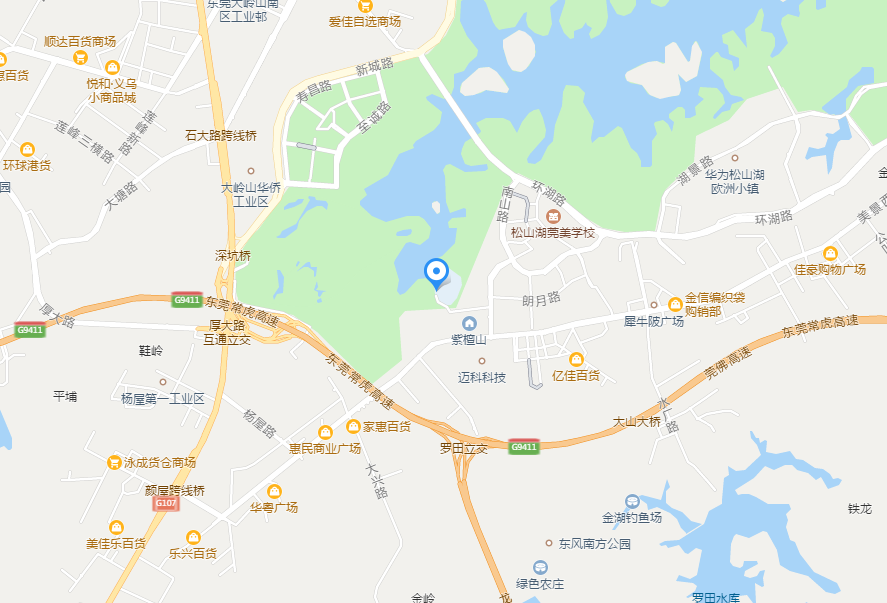 东莞大岭山南
区工业邨
爱佳自选商场
顺达百货商场
惠百货
悦和·义乌
小商品城
新城路
寿昌路
至诚路
莲峰新路
莲峰三横路
石大路跨线桥
环球港货
园
大塘路
大岭山华侨
工业区
南山路
环湖路
湖景路
华为松山湖
欧洲小镇
金
美景西
公
环湖路
松山湖莞美学校
深坑桥
佳豪购物广场
G9411
东莞常虎高速
朗月路
金信编织袋
购销部
犀牛陂广场
厚大路
G9411
厚大路
互通立交
紫檀山
东莞常虎高速
鞋岭
东莞常虎高速
莞佛高速
迈科科技
亿佳百货
平埔
杨屋第一工业区
水厂路
大山大桥
杨屋路
家惠百货
惠民商业广场
罗田立交
G9411
泳成货仓商场
大兴路
颜屋跨线桥
G107
华粤广场
金湖钓鱼场
铁龙
美佳乐百货
乐兴百货
东风南方公园
绿色农庄
金岭
龙
罗田水库